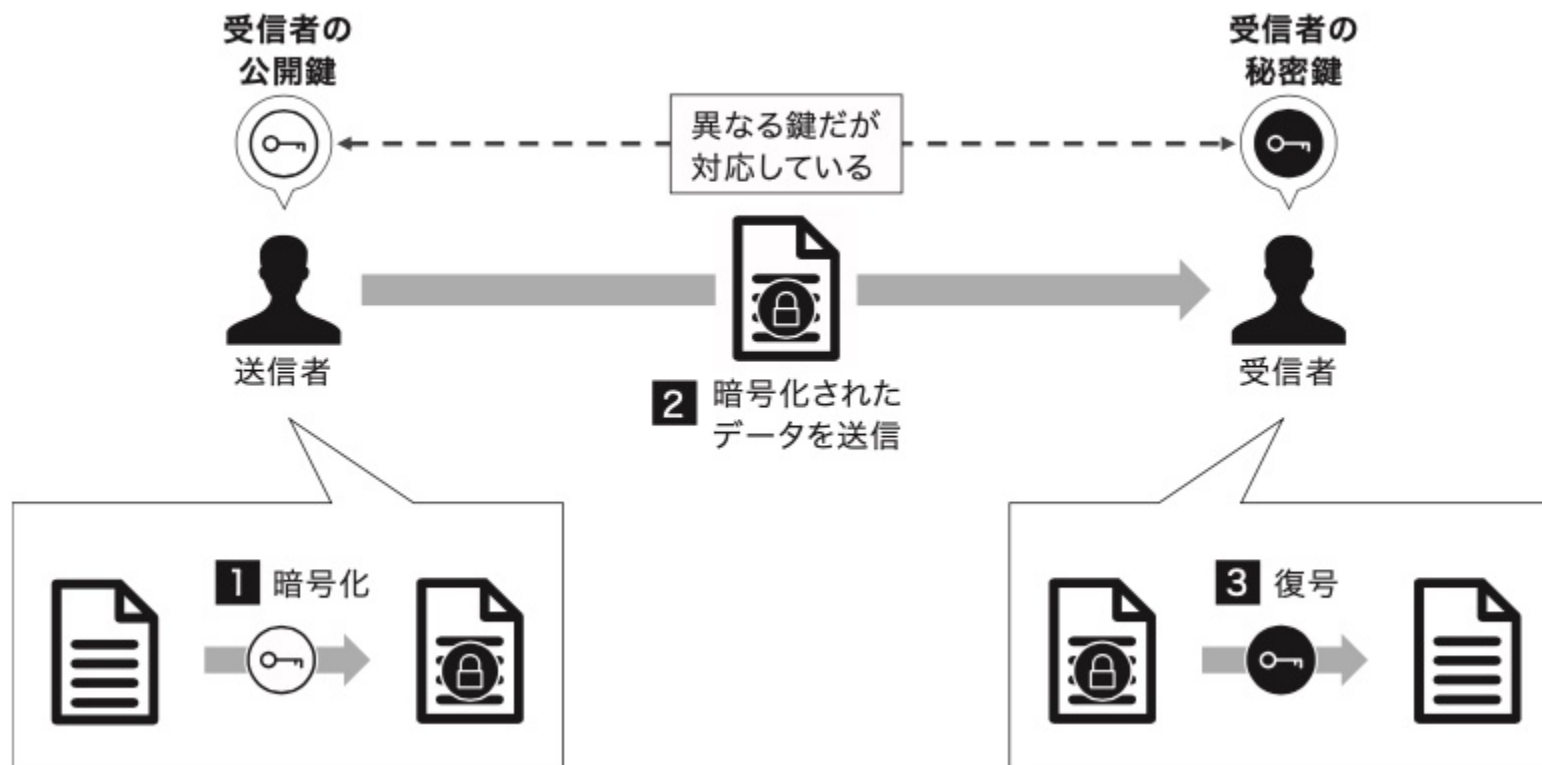 受信者の
公開鍵
受信者の
秘密鍵
異なる鍵だが
対応している
送信者
受信者
2 暗号化された
データを送信
1 暗号化
3 復号